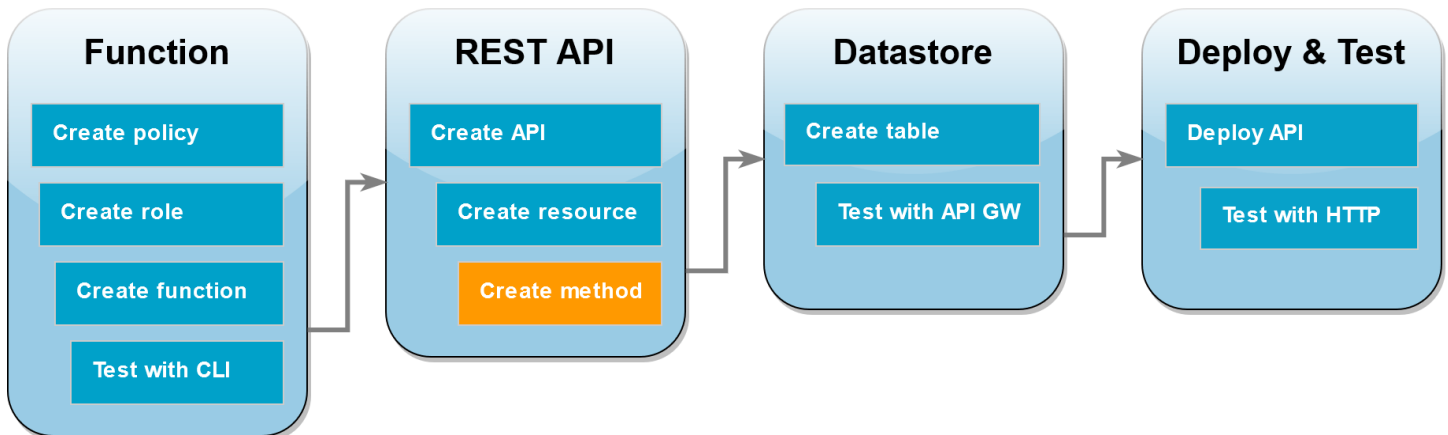 Function
Create policy
Create role
Create function
Test with CLI
REST API
Create API
Create resource
Create method
Datastore
Create table
Test with API GW
Deploy & Test
Deploy API
Test with HTTP